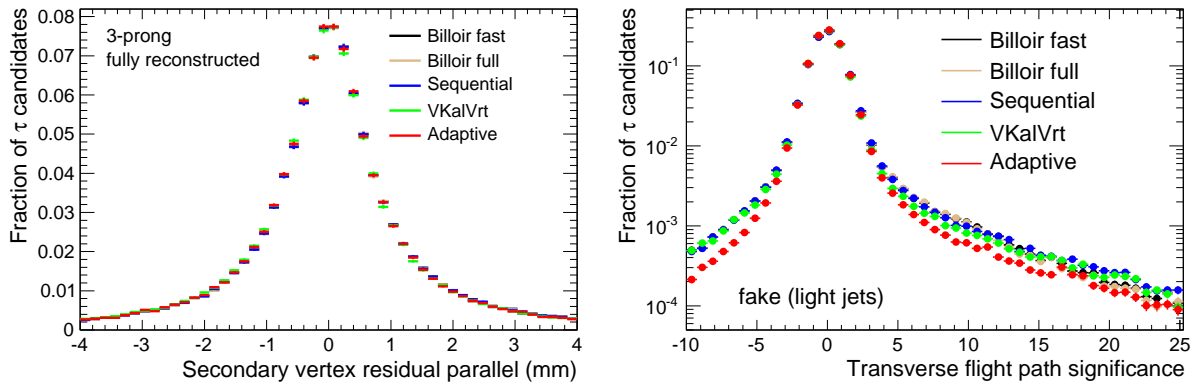 Fraction of τ candidates
0.08
0.07
0.06
0.05
0.04
0.03
0.02
0.01
0
3-prong
fully reconstructed
Billoir fast
Billoir full
Sequential
VKalVrt
Adaptive
-4 -3 -2 -1 0 1 2 3 4
Secondary vertex residual parallel (mm)
Fraction of τ candidates
10⁻¹
10⁻²
10⁻³
10⁻⁴
Billoir fast
Billoir full
Sequential
VKalVrt
Adaptive
fake (light jets)
-10 -5 0 5 10 15 20 25
Transverse flight path significance